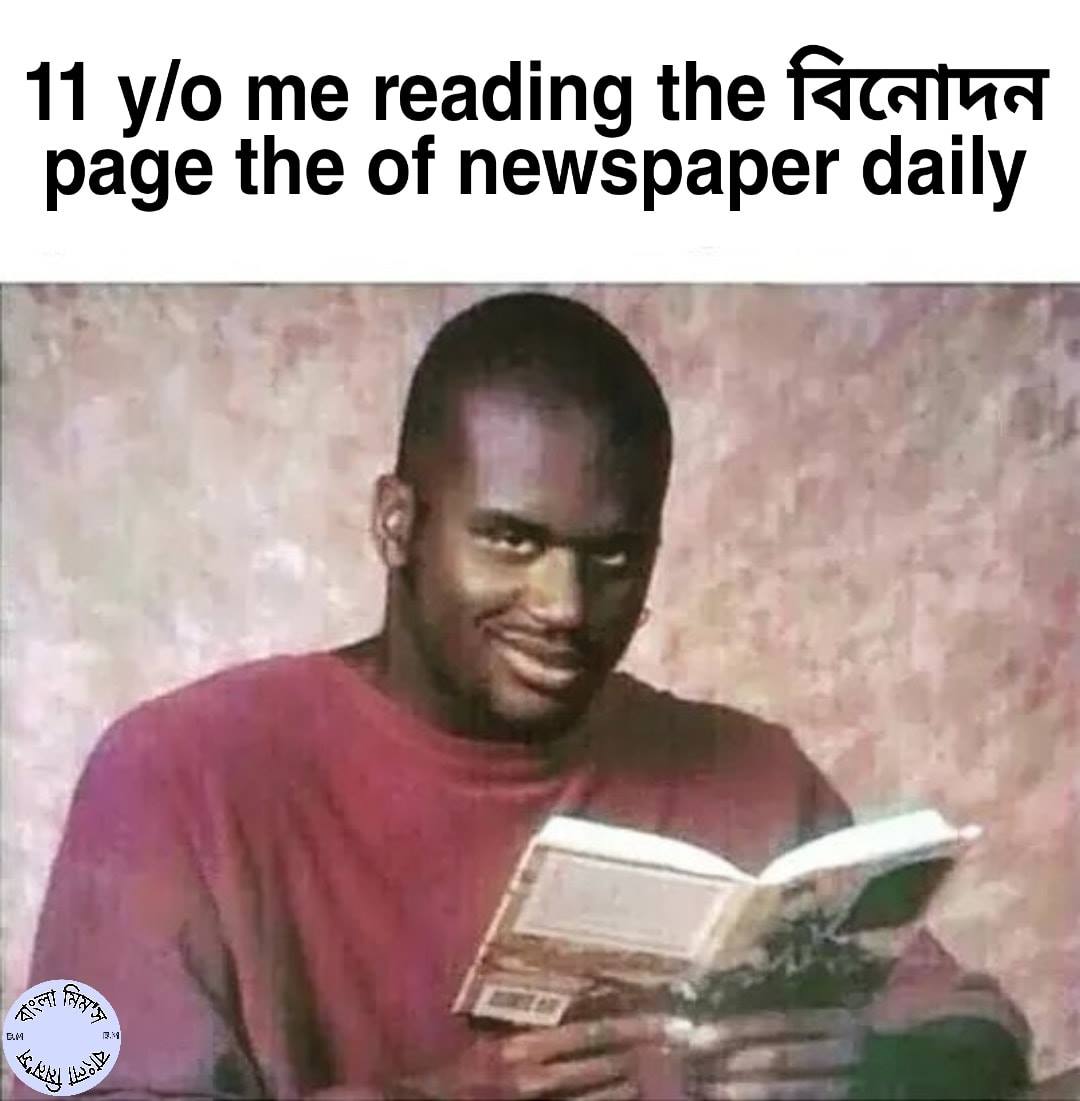 11 y/o me reading the বিনোদন
page the of newspaper daily
বাংলা মিম'স
B.M
B.M
বাংলা মিম'স